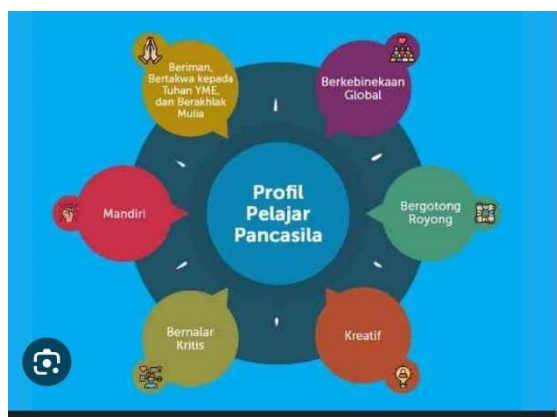 Beriman,
Bertakwa kepada
Tuhan YME,
dan Berakhlak
Mulia
Berkebinekaan
Global
Profil
Pelajar
Pancasila
Mandiri
Bergotong
Royong
Bernalar
Kritis
Kreatif